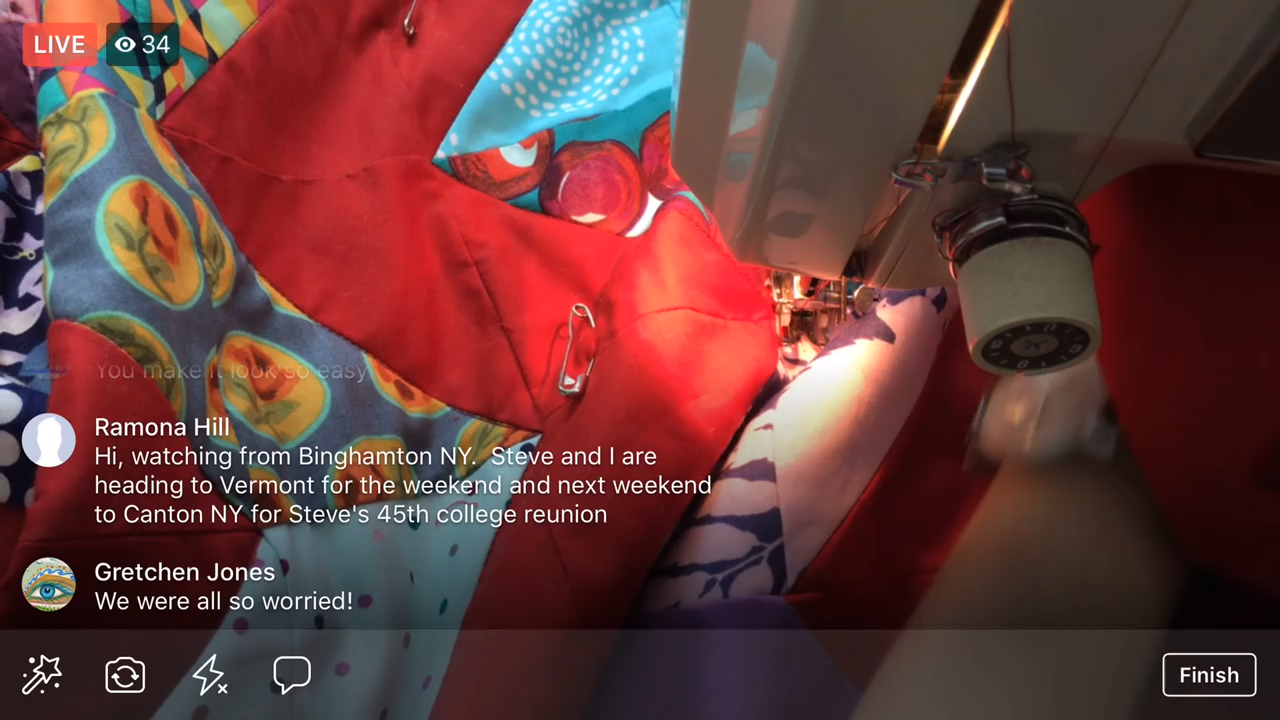 LIVE 34
You make it look so easy
Ramona Hill
Hi, watching from Binghamton NY.  Steve and I are
heading to Vermont for the weekend and next weekend
to Canton NY for Steve's 45th college reunion
Gretchen Jones
We were all so worried!
Finish